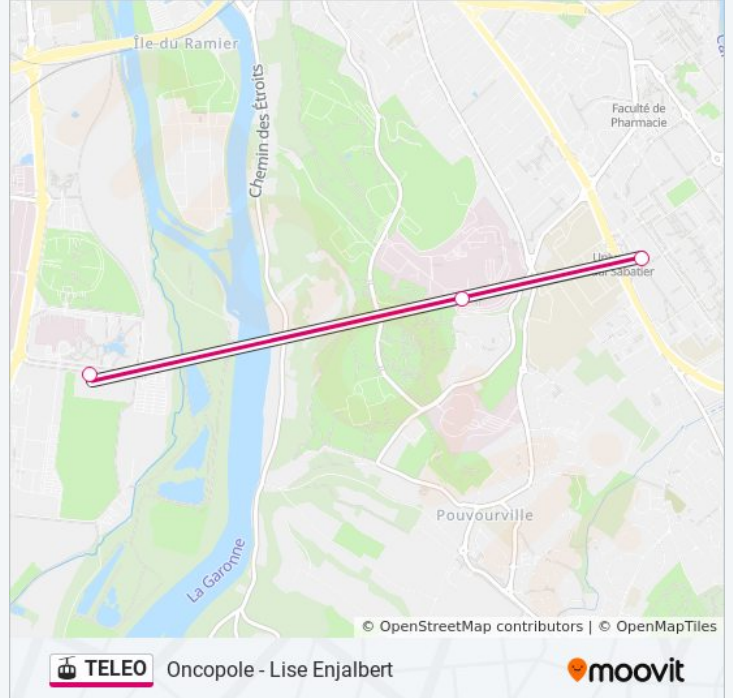 Île du Ramier
Chemin des Étroits
Faculté de
Pharmacie
Sabatier
La Garonne
Pouvourville
© OpenStreetMap contributors | © OpenMapTiles
TELEO Oncopole - Lise Enjalbert
moovit